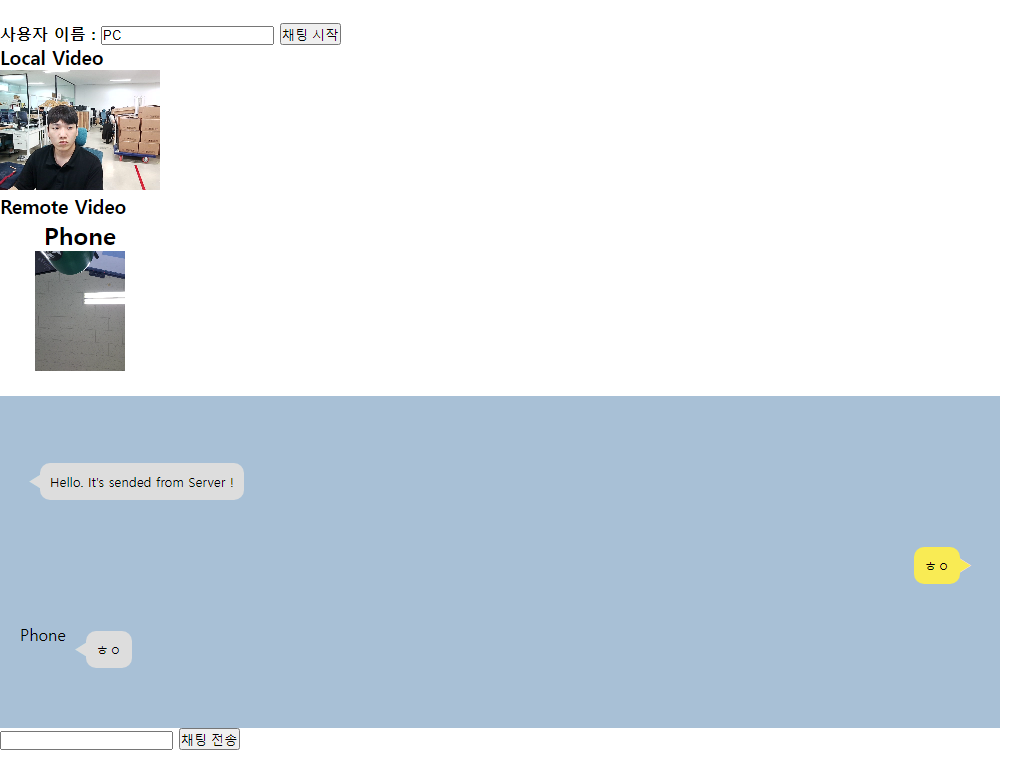 사용자 이름 : PC 채팅 시작
Local Video
Remote Video
Phone
Hello. It's sended from Server !
ㅎㅇ
Phone
ㅎㅇ
채팅 전송